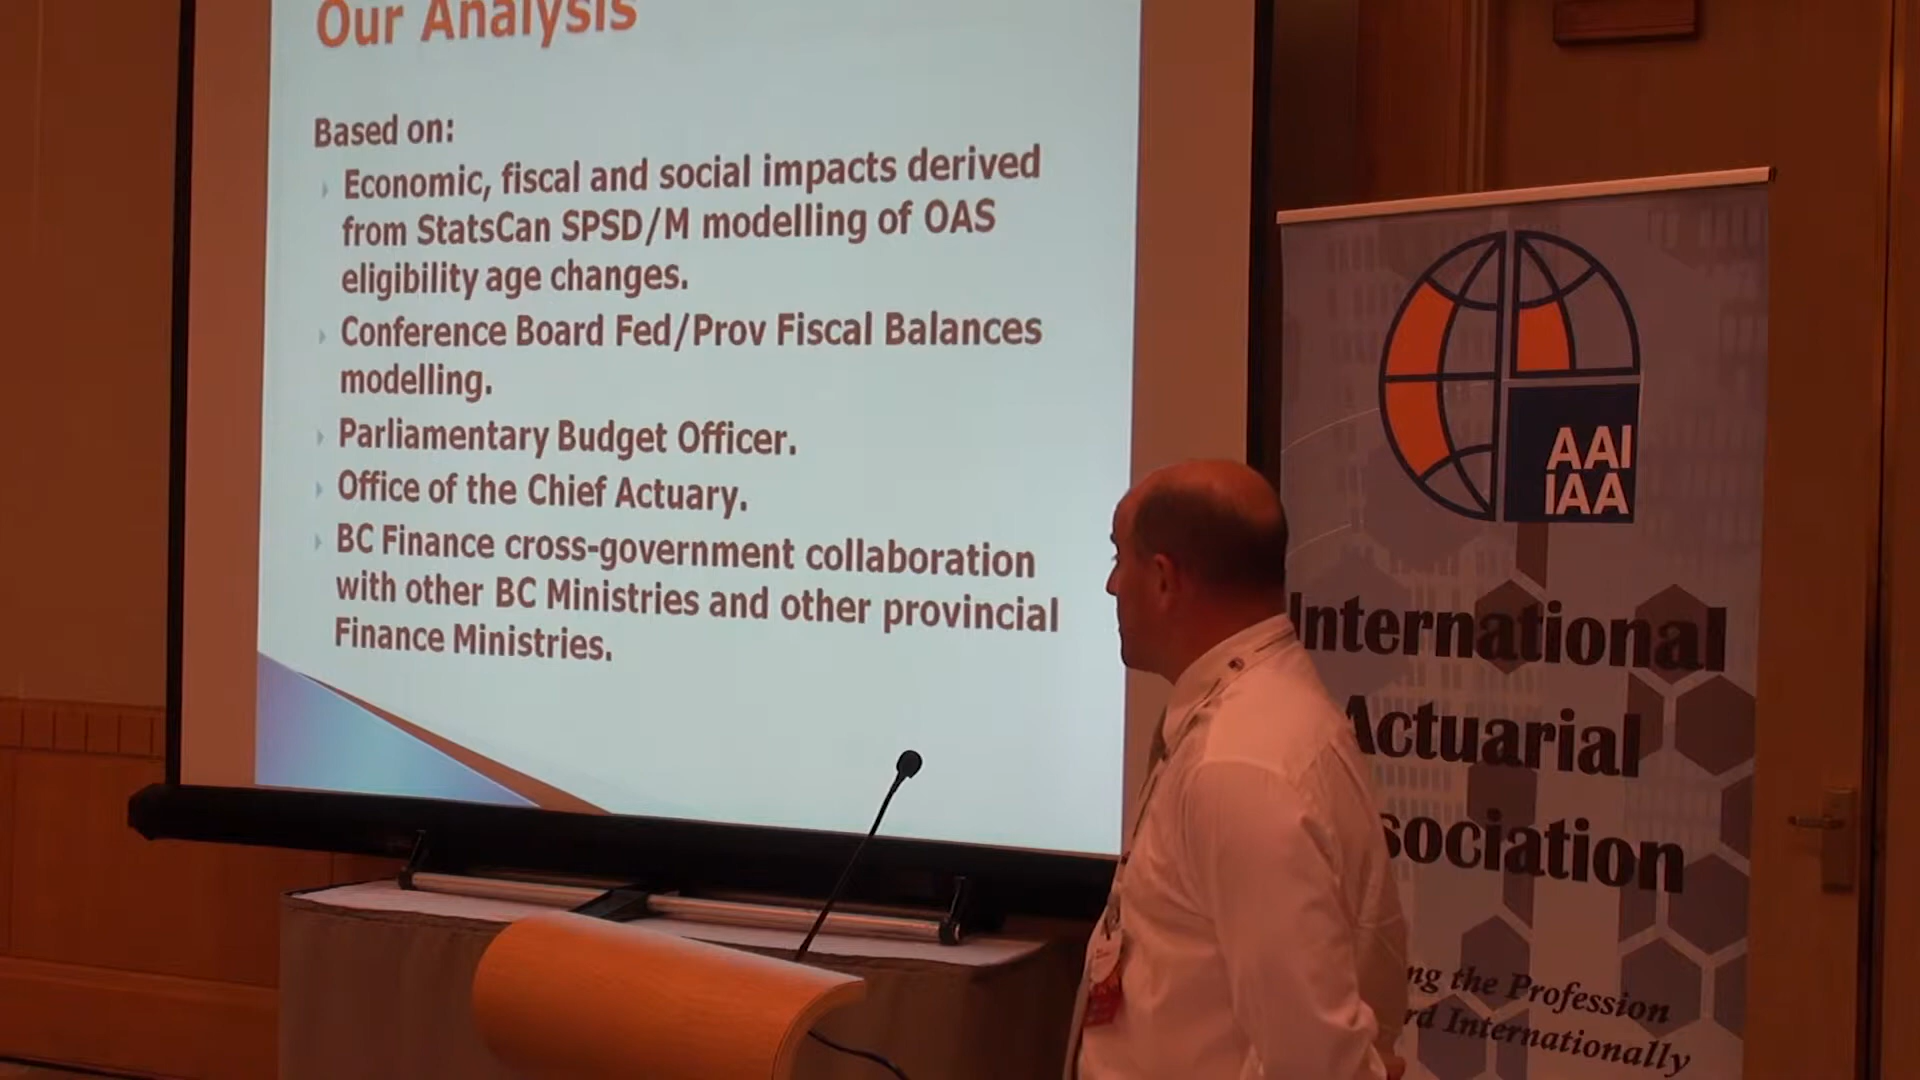 Our Analysis
Based on:
Economic, fiscal and social impacts derived
from StatsCan SPSD/M modelling of OAS
eligibility age changes.
Conference Board Fed/Prov Fiscal Balances
modelling.
Parliamentary Budget Officer.
Office of the Chief Actuary.
BC Finance cross-government collaboration
with other BC Ministries and other provincial
Finance Ministries.
AAI
IAA
International
Actuarial
sociation
ng the Profession
rd Internationally